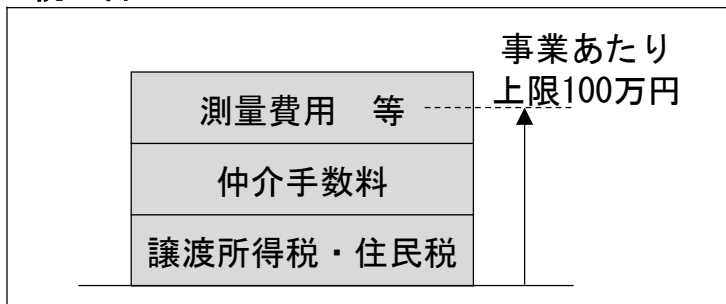 事業あたり
上限100万円
測量費用　等
仲介手数料
譲渡所得税・住民税